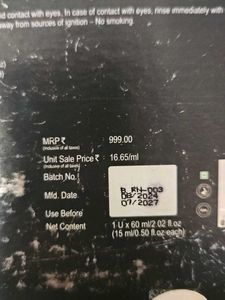 id contact with eyes. In case of contact with eyes, rinse immediately with
away from sources of ignition – No smoking.
MRP ₹ : 999.00
(Inclusive of all taxes)
Unit Sale Price ₹ : 16.65/ml
(Inclusive of all taxes)
Batch No. B.RH-003
Mfd. Date 08/2024
Use Before 07/2027
Net Content 1 U x 60 ml/2.02 fl.oz
(15 ml/0.50 fl.oz each)